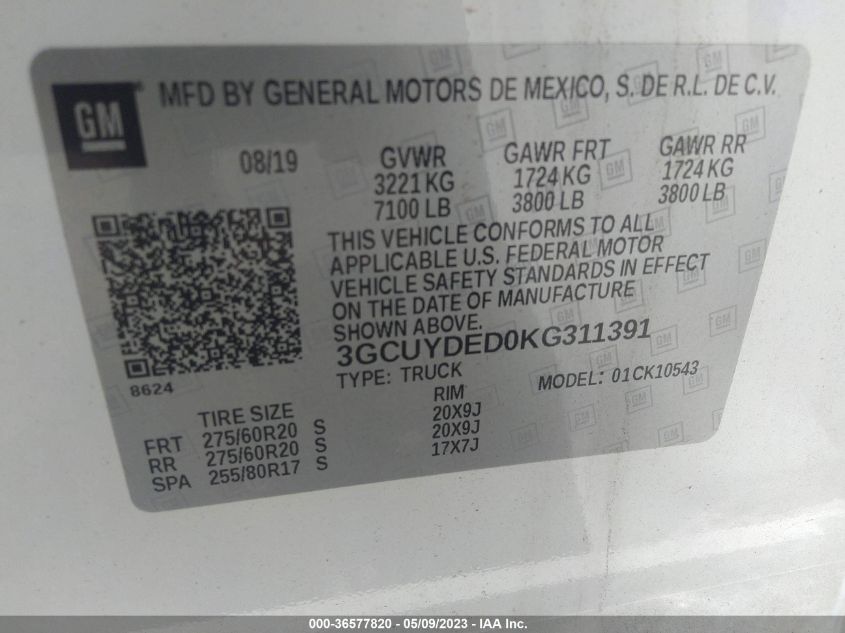 GM
MFD BY GENERAL MOTORS DE MEXICO, S. DE R.L. DE C.V.
08/19
GVWR GAWR FRT GAWR RR
3221 KG 1724 KG 1724 KG
7100 LB 3800 LB 3800 LB
THIS VEHICLE CONFORMS TO ALL
APPLICABLE U.S. FEDERAL MOTOR
VEHICLE SAFETY STANDARDS IN EFFECT
ON THE DATE OF MANUFACTURE
SHOWN ABOVE.
3GCUYDED0KG311391
8624
TYPE: TRUCK MODEL: 01CK10543
TIRE SIZE RIM
FRT 275/60R20 S 20X9J
RR 275/60R20 S 20X9J
SPA 255/80R17 S 17X7J
000-36577820 - 05/09/2023 - IAA Inc.